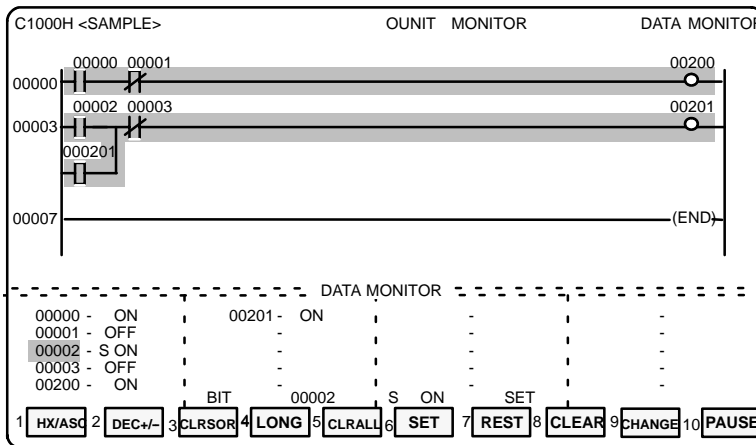 C1000H <SAMPLE> OUNIT MONITOR DATA MONITOR
00000 00001 00200
00000
00002 00003 00201
00003
000201
00007 (END)
DATA MONITOR
00000 - ON 00201 - ON - -
00001 - OFF - - -
00002 - S ON - - -
00003 - OFF - - -
00200 - ON - - -
BIT 00002 S ON SET
1 HX/ASC 2 DEC+/– 3 CLRSOR 4 LONG 5 CLRALL 6 SET 7 REST 8 CLEAR 9 CHANGE 10 PAUSE